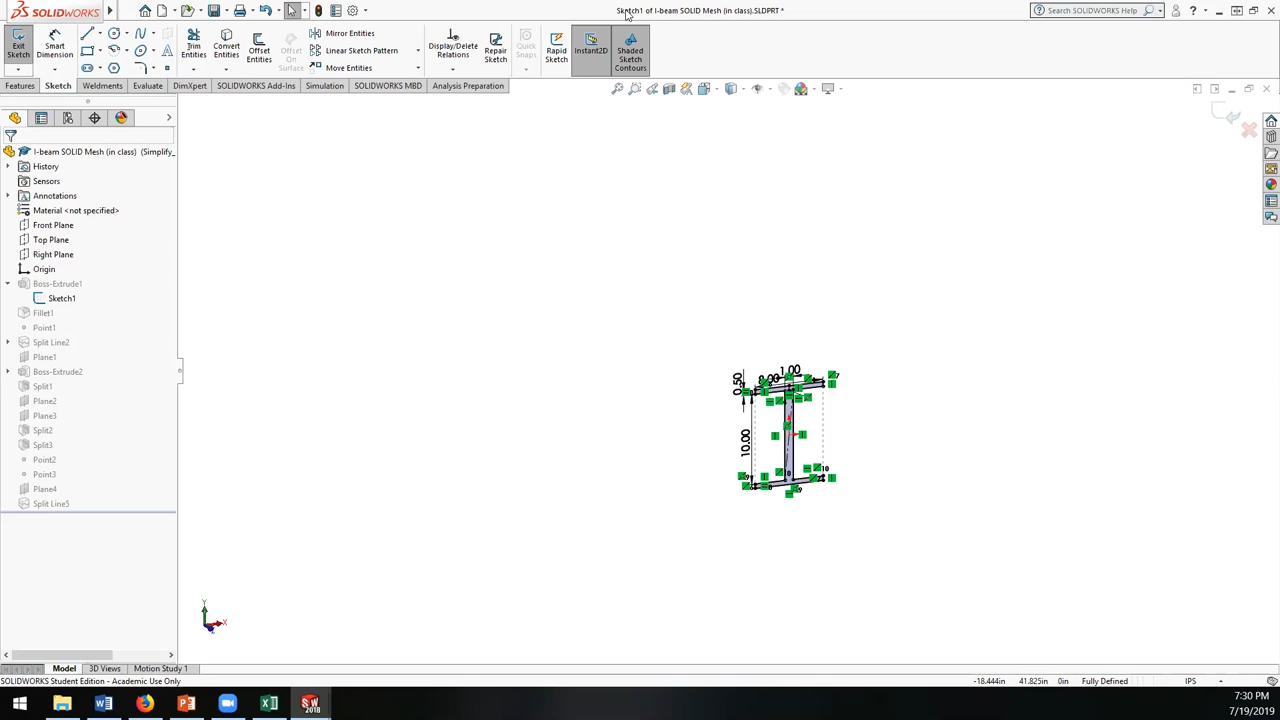 SOLIDWORKS
Sketch1 of I-beam SOLID Mesh (in class).SLDPRT *
Search SOLIDWORKS Help
Exit Sketch
Smart Dimension
Trim Entities
Convert Entities
Offset Entities
Offset On Surface
Mirror Entities
Linear Sketch Pattern
Move Entities
Display/Delete Relations
Repair Sketch
Quick Snaps
Rapid Sketch
Instant2D
Shaded Sketch Contours
Features Sketch Weldments Evaluate DimXpert SOLIDWORKS Add-Ins Simulation SOLIDWORKS MBD Analysis Preparation
I-beam SOLID Mesh (in class) (Simplify_
History
Sensors
Annotations
Material <not specified>
Front Plane
Top Plane
Right Plane
Origin
Boss-Extrude1
Sketch1
Fillet1
Point1
Split Line2
Plane1
Boss-Extrude2
Split1
Plane2
Plane3
Split2
Split3
Point2
Point3
Plane4
Split Line5
1.00
0.50
10.00
10
Y
X
Model 3D Views Motion Study 1
SOLIDWORKS Student Edition - Academic Use Only
-18.444in 41.825in 0in Fully Defined IPS
7:30 PM
7/19/2019